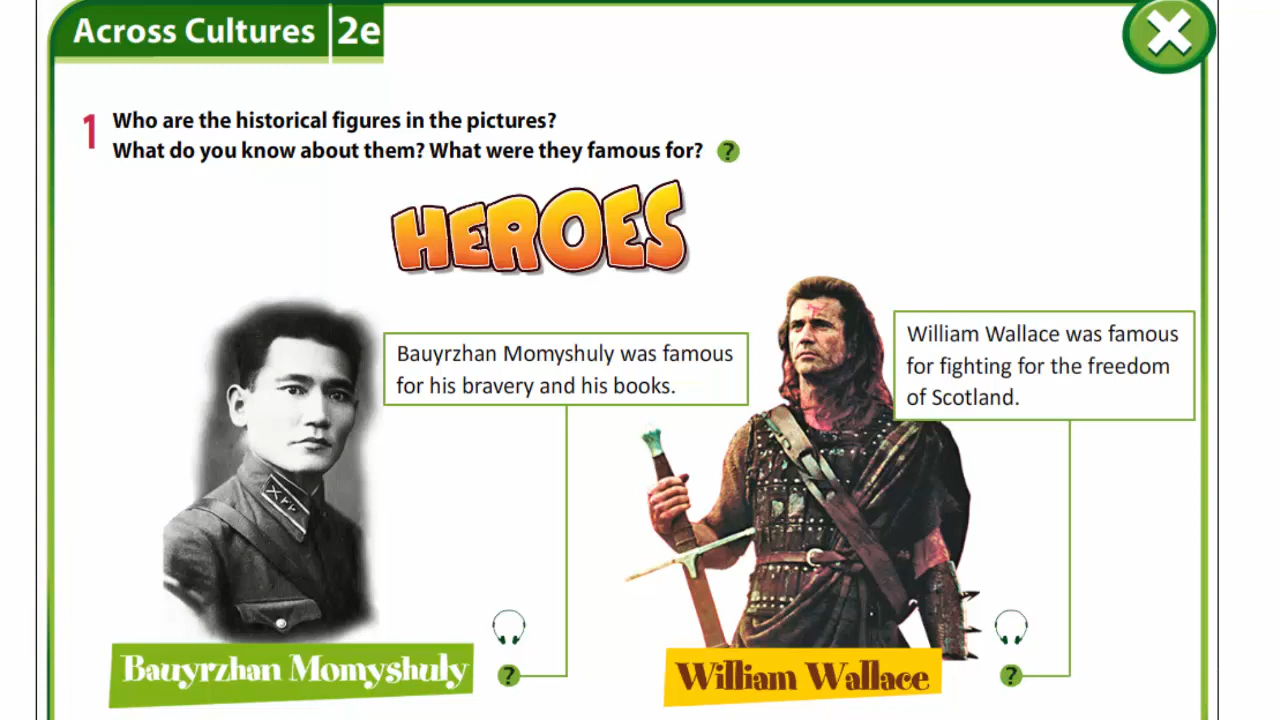 Across Cultures 2e
1 Who are the historical figures in the pictures?
What do you know about them? What were they famous for? ?
HEROES
Bauyrzhan Momyshuly was famous
for his bravery and his books.
William Wallace was famous
for fighting for the freedom
of Scotland.
Bauyrzhan Momyshuly
?
William Wallace
?